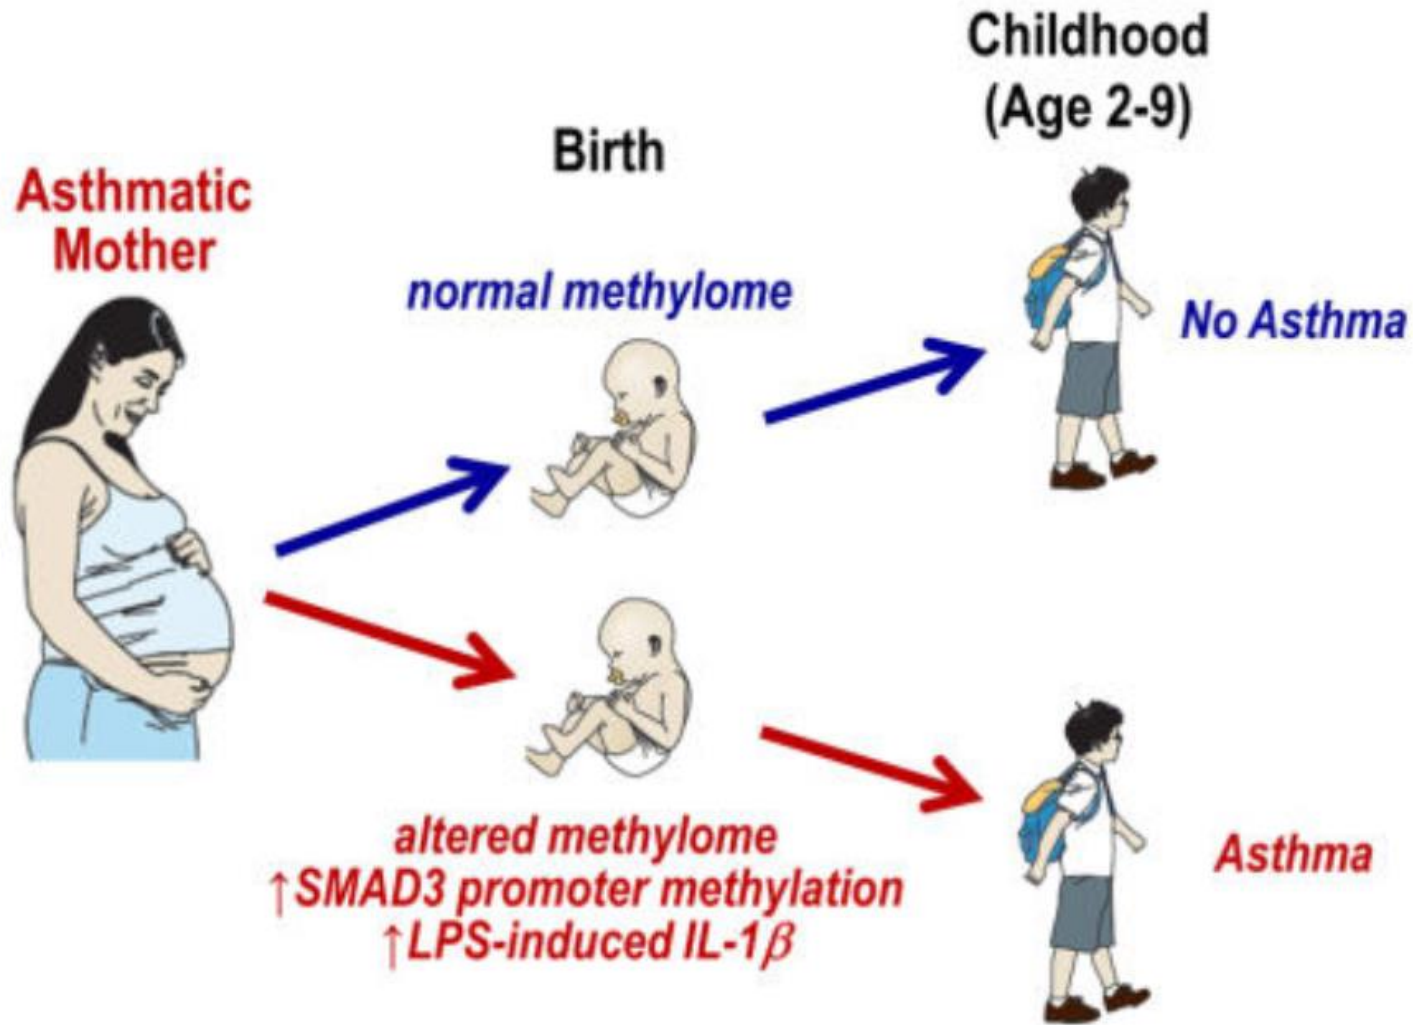 Childhood
(Age 2-9)
Birth
Asthmatic
Mother
normal methylome
No Asthma
altered methylome
↑SMAD3 promoter methylation
↑LPS-induced IL-1β
Asthma